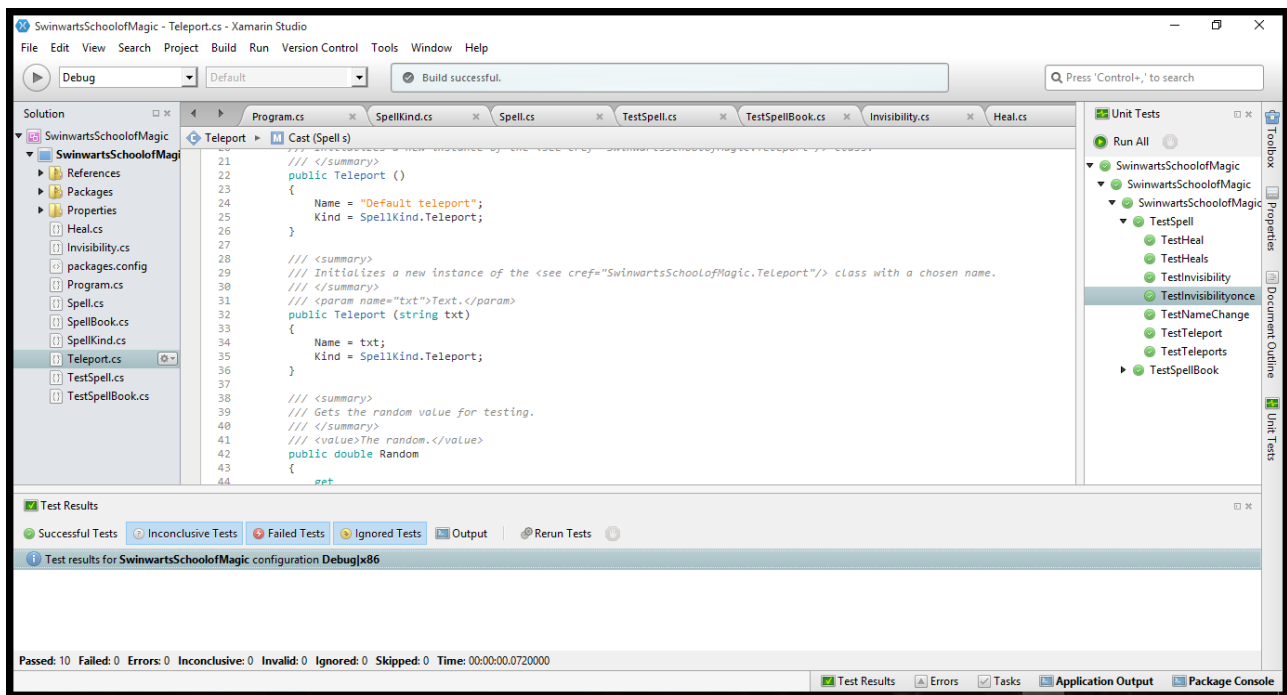 SwinwartsSchoolofMagic - Teleport.cs - Xamarin Studio
File Edit View Search Project Build Run Version Control Tools Window Help
Debug Default Build successful. Press 'Control+,' to search
Solution
SwinwartsSchoolofMagic
SwinwartsSchoolofMagi
References
Packages
Properties
Heal.cs
Invisibility.cs
packages.config
Program.cs
Spell.cs
SpellBook.cs
SpellKind.cs
Teleport.cs
TestSpell.cs
TestSpellBook.cs
Program.cs SpellKind.cs Spell.cs TestSpell.cs TestSpellBook.cs Invisibility.cs Heal.cs
Teleport M Cast (Spell s)
21 /// </summary>
22 public Teleport ()
23 {
24 Name = "Default teleport";
25 Kind = SpellKind.Teleport;
26 }
27
28 /// <summary>
29 /// Initializes a new instance of the <see cref="SwinwartsSchoolofMagic.Teleport"/> class with a chosen name.
30 /// </summary>
31 /// <param name="txt">Text.</param>
32 public Teleport (string txt)
33 {
34 Name = txt;
35 Kind = SpellKind.Teleport;
36 }
37
38 /// <summary>
39 /// Gets the random value for testing.
40 /// </summary>
41 /// <value>The random.</value>
42 public double Random
43 {
44 get
Unit Tests
Run All
SwinwartsSchoolofMagic
SwinwartsSchoolofMagic
SwinwartsSchoolofMagic
TestSpell
TestHeal
TestHeals
TestInvisibility
TestInvisibilityonce
TestNameChange
TestTeleport
TestTeleports
TestSpellBook
Toolbox
Properties
Document Outline
Unit Tests
Test Results
Successful Tests Inconclusive Tests Failed Tests Ignored Tests Output Rerun Tests
Test results for SwinwartsSchoolofMagic configuration Debug|x86
Passed: 10 Failed: 0 Errors: 0 Inconclusive: 0 Invalid: 0 Ignored: 0 Skipped: 0 Time: 00:00:00.0720000
Test Results Errors Tasks Application Output Package Console